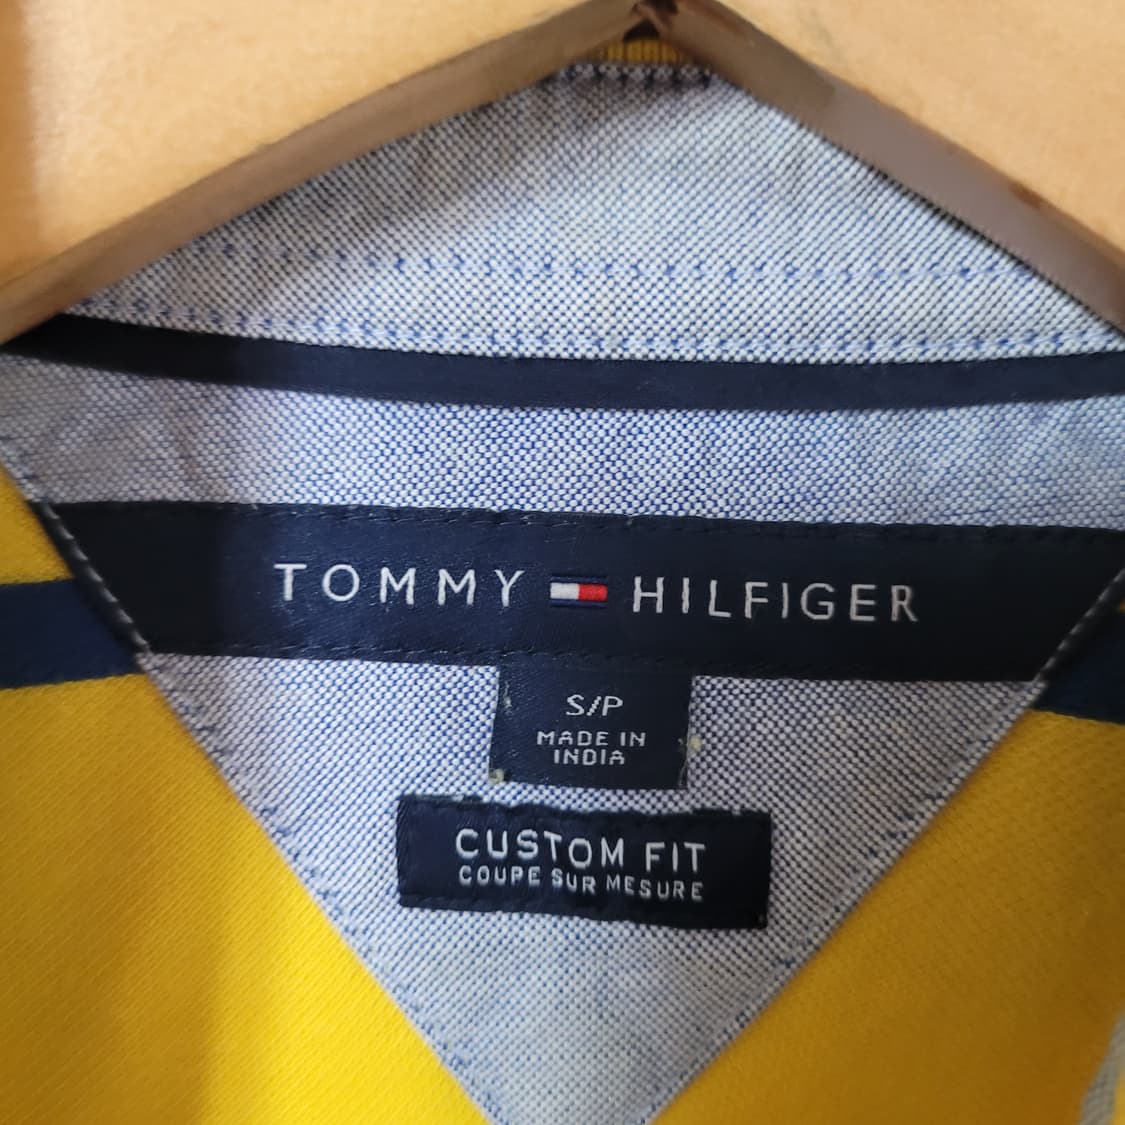 TOMMY HILFIGER
S/P
MADE IN
INDIA
CUSTOM FIT
COUPE SUR MESURE